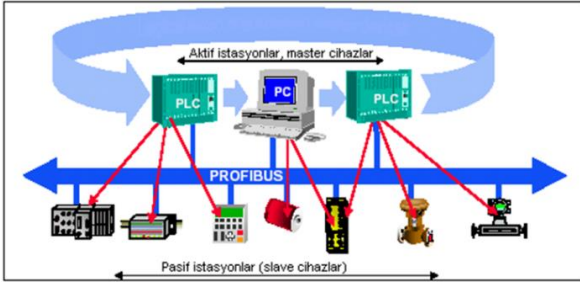 Aktif istasyonlar, master cihazlar
PLC
PC
PLC
PROFIBUS
Pasif istasyonlar (slave cihazlar)